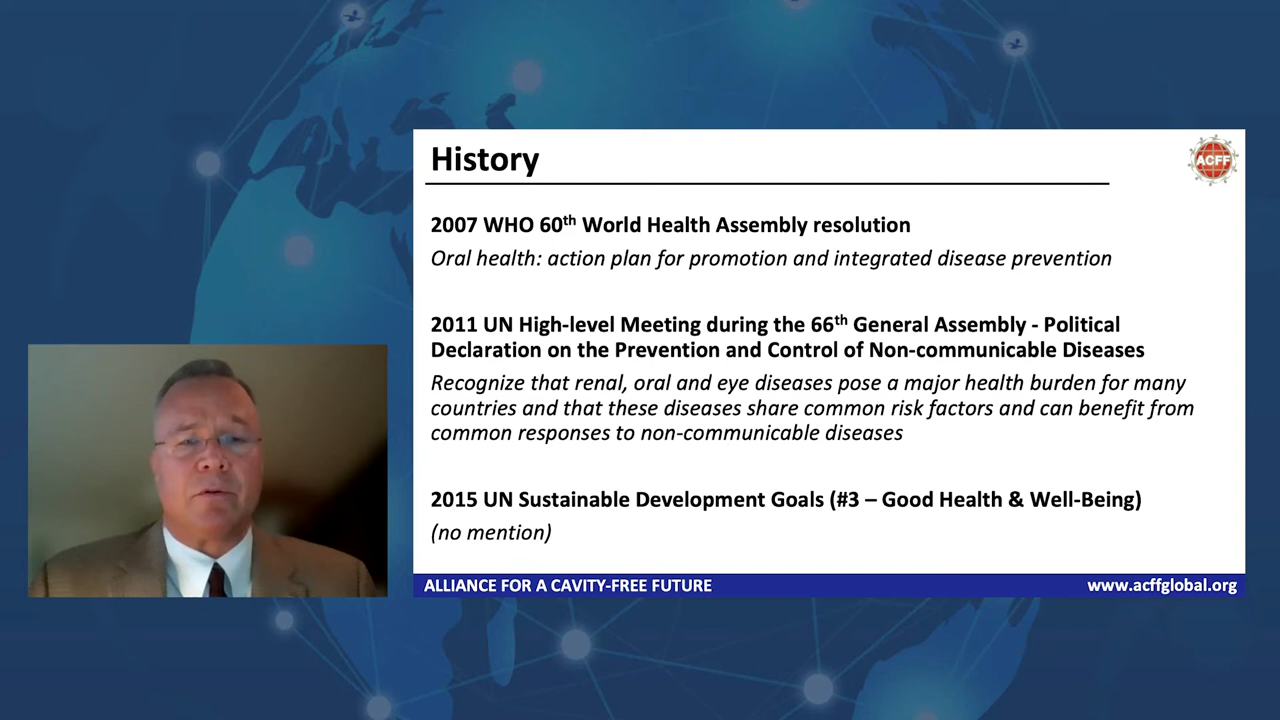 History
ACFF
2007 WHO 60th World Health Assembly resolution
Oral health: action plan for promotion and integrated disease prevention
2011 UN High-level Meeting during the 66th General Assembly - Political
Declaration on the Prevention and Control of Non-communicable Diseases
Recognize that renal, oral and eye diseases pose a major health burden for many
countries and that these diseases share common risk factors and can benefit from
common responses to non-communicable diseases
2015 UN Sustainable Development Goals (#3 – Good Health & Well-Being)
(no mention)
ALLIANCE FOR A CAVITY-FREE FUTURE
www.acffglobal.org